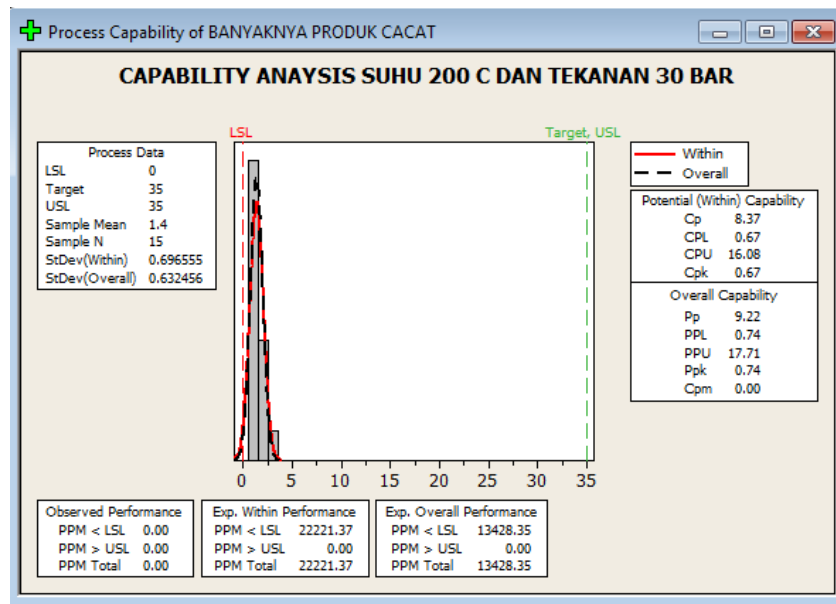 Process Capability of BANYAKNYA PRODUK CACAT
CAPABILITY ANAYSIS SUHU 200 C DAN TEKANAN 30 BAR
LSL
Target, USL
Process Data
LSL 0
Target 35
USL 35
Sample Mean 1.4
Sample N 15
StDev(Within) 0.696555
StDev(Overall) 0.632456
Within
Overall
Potential (Within) Capability
Cp 8.37
CPL 0.67
CPU 16.08
Cpk 0.67
Overall Capability
Pp 9.22
PPL 0.74
PPU 17.71
Ppk 0.74
Cpm 0.00
0 5 10 15 20 25 30 35
Observed Performance
PPM < LSL 0.00
PPM > USL 0.00
PPM Total 0.00
Exp. Within Performance
PPM < LSL 22221.37
PPM > USL 0.00
PPM Total 22221.37
Exp. Overall Performance
PPM < LSL 13428.35
PPM > USL 0.00
PPM Total 13428.35